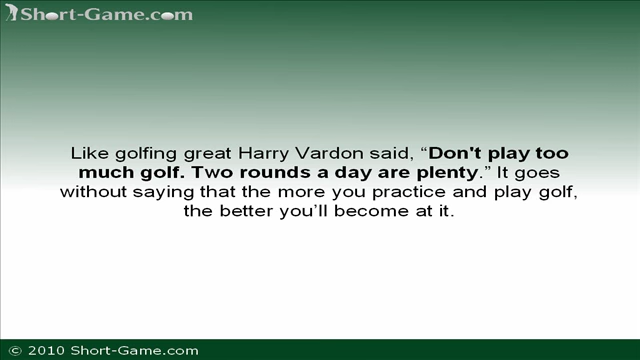 Short-Game.com
Like golfing great Harry Vardon said, “Don't play too
much golf. Two rounds a day are plenty.” It goes
without saying that the more you practice and play golf,
the better you’ll become at it.
© 2010 Short-Game.com